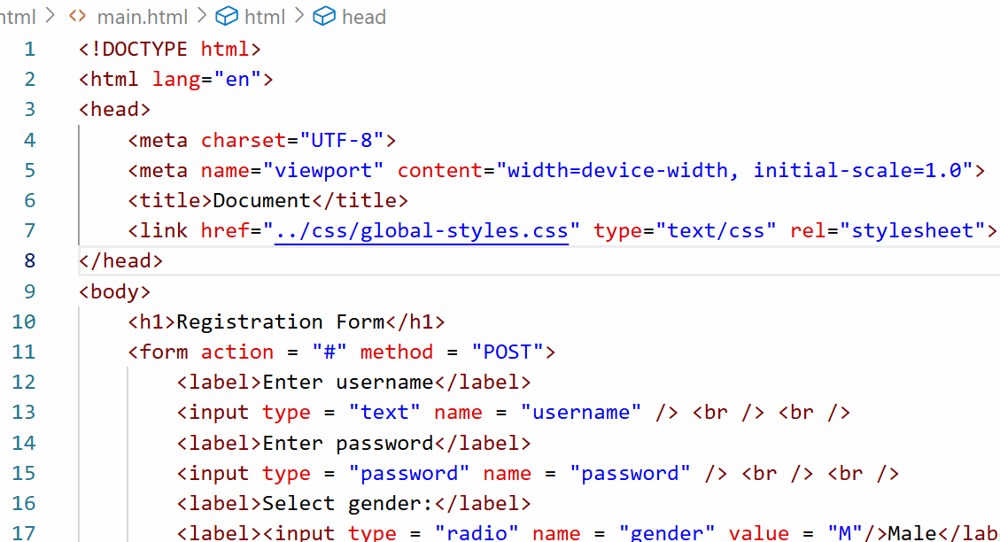 html > <> main.html > html > head
1 <!DOCTYPE html>
2 <html lang="en">
3 <head>
4     <meta charset="UTF-8">
5     <meta name="viewport" content="width=device-width, initial-scale=1.0">
6     <title>Document</title>
7     <link href="../css/global-styles.css" type="text/css" rel="stylesheet">
8 </head>
9 <body>
10     <h1>Registration Form</h1>
11     <form action = "#" method = "POST">
12         <label>Enter username</label>
13         <input type = "text" name = "username" /> <br /> <br />
14         <label>Enter password</label>
15         <input type = "password" name = "password" /> <br /> <br />
16         <label>Select gender:</label>
17         <label><input type = "radio" name = "gender" value = "M"/>Male</lab